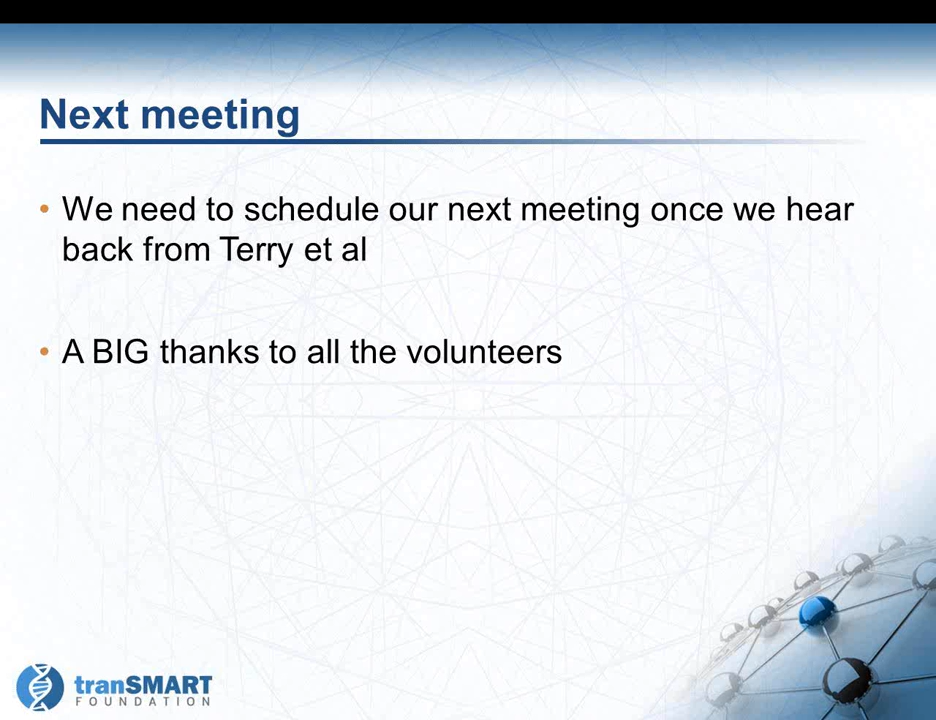 Next meeting
• We need to schedule our next meeting once we hear
back from Terry et al
• A BIG thanks to all the volunteers
tranSMART
FOUNDATION